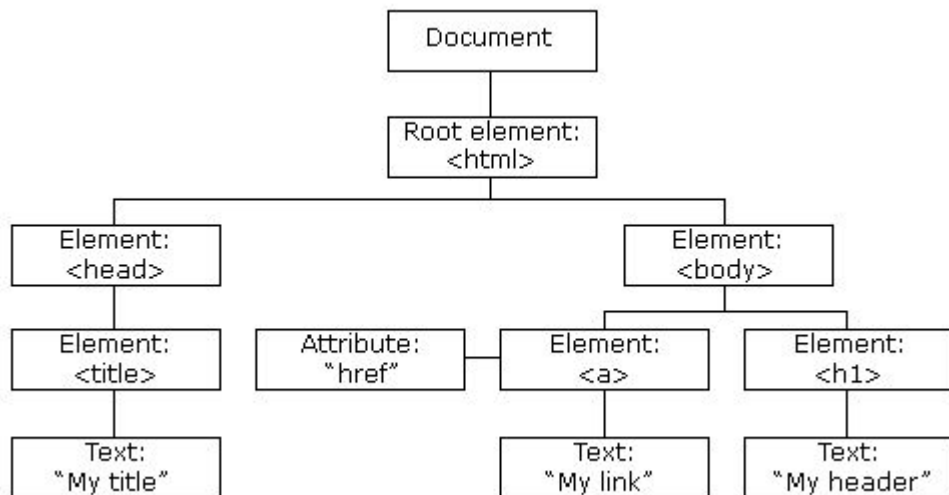 Document
Root element:
<html>
Element:
<head>
Element:
<body>
Element:
<title>
Attribute:
“href”
Element:
<a>
Element:
<h1>
Text:
“My title”
Text:
“My link”
Text:
“My header”